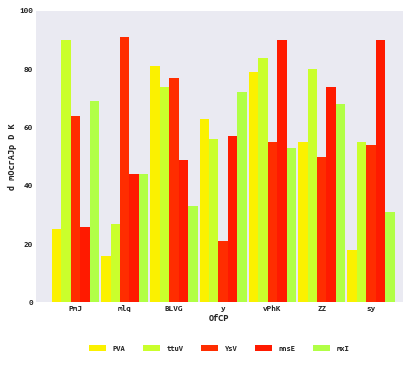 100
80
60
40
20
0
d mOcrAJp D K
PnJ mlq BLVG y vPhK ZZ sy
OfCP
PVA ttuV YsV mnsE mxI